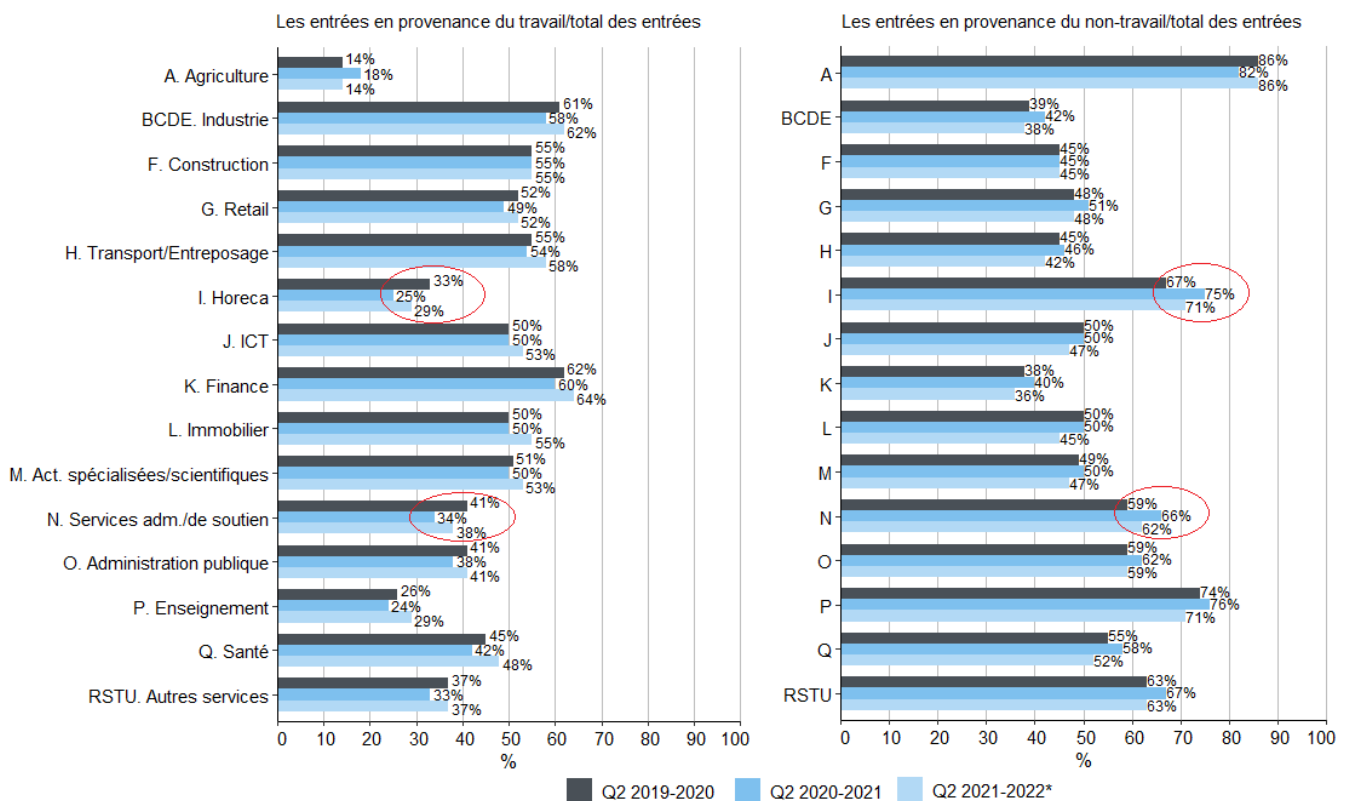 Les entrées en provenance du travail/total des entrées
A. Agriculture
14%
18%
14%
BCDE. Industrie
61%
58%
62%
F. Construction
55%
55%
55%
G. Retail
52%
49%
52%
H. Transport/Entreposage
55%
54%
58%
I. Horeca
33%
25%
29%
J. ICT
50%
50%
53%
K. Finance
62%
60%
64%
L. Immobilier
50%
50%
55%
M. Act. spécialisées/scientifiques
51%
50%
53%
N. Services adm./de soutien
41%
34%
38%
O. Administration publique
41%
38%
41%
P. Enseignement
26%
24%
29%
Q. Santé
45%
42%
48%
RSTU. Autres services
37%
33%
37%
0 10 20 30 40 50 60 70 80 90 100
%
Les entrées en provenance du non-travail/total des entrées
A
86%
82%
86%
BCDE
39%
42%
38%
F
45%
45%
45%
G
48%
51%
48%
H
45%
46%
42%
I
67%
75%
71%
J
50%
50%
47%
K
38%
40%
36%
L
50%
50%
45%
M
49%
50%
47%
N
59%
66%
62%
O
59%
62%
59%
P
74%
76%
71%
Q
55%
58%
52%
RSTU
63%
67%
63%
0 10 20 30 40 50 60 70 80 90 100
%
Q2 2019-2020 Q2 2020-2021 Q2 2021-2022*